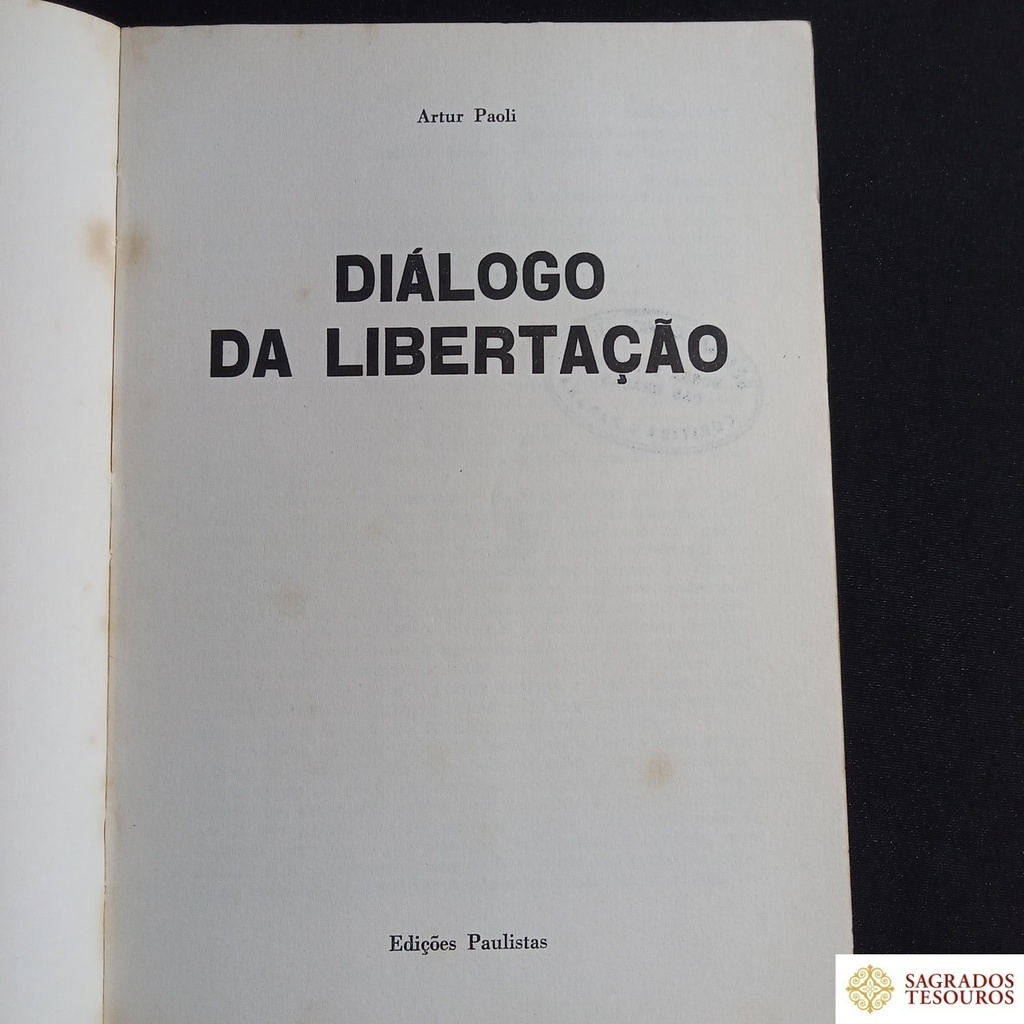 Artur Paoli
DIÁLOGO
DA LIBERTAÇÃO
Edições Paulistas
SAGRADOS
TESOUROS